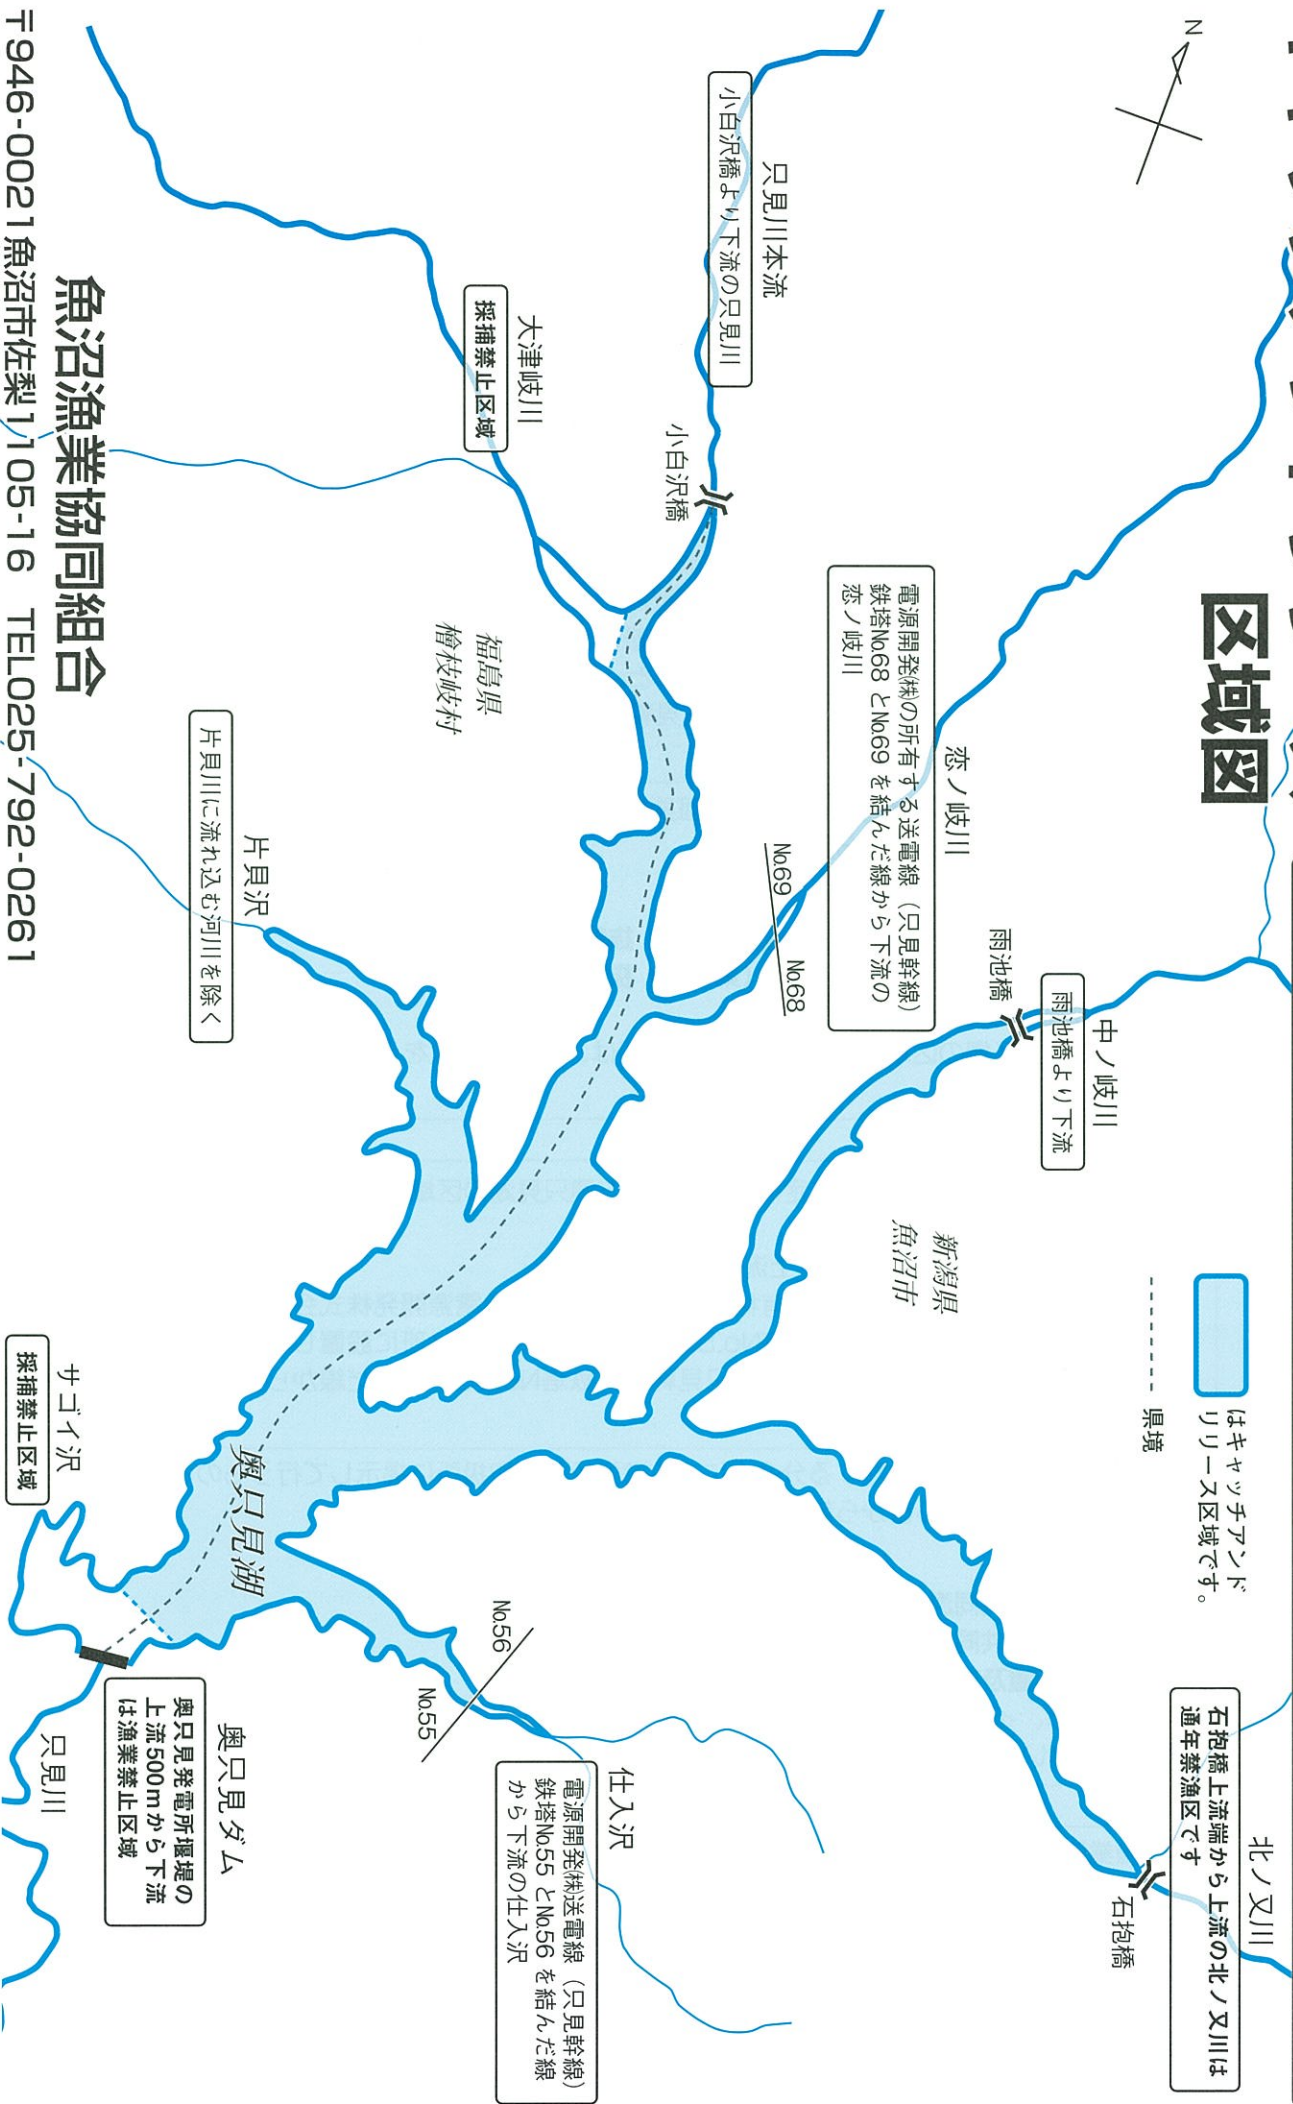 区域図
はキャッチアンド
リリース区域です。
県境
N
只見川本流
小白沢橋より下流の只見川
小白沢橋
大津岐川
採捕禁止区域
恋ノ岐川
電源開発㈱の所有する送電線（只見幹線）
鉄塔No.68 とNo.69 を結んだ線から下流の
恋ノ岐川
No.69
No.68
中ノ岐川
雨池橋より下流
雨池橋
新潟県
魚沼市
福島県
檜枝岐村
片貝沢
片貝川に流れ込む河川を除く
北ノ又川
石抱橋上流端から上流の北ノ又川は
通年禁漁区です
石抱橋
仕入沢
電源開発㈱送電線（只見幹線）
鉄塔No.55 とNo.56 を結んだ線
から下流の仕入沢
No.56
No.55
奥只見湖
サゴイ沢
採捕禁止区域
奥只見ダム
奥只見発電所堰堤の
上流500mから下流
は漁業禁止区域
只見川
魚沼漁業協同組合
〒946-0021魚沼市佐梨1105-16 TEL025-792-0261